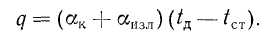 q = (αк + αизл) (tд — tст).